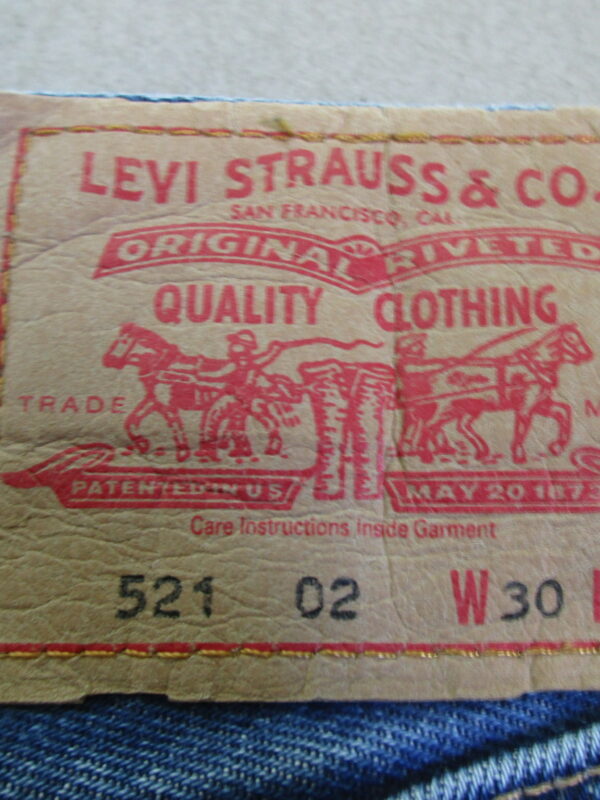 LEVI STRAUSS & CO.
SAN FRANCISCO, CAL.
ORIGINAL RIVETED
QUALITY CLOTHING
TRADE M
PATENTED IN US MAY 20 1873
Care Instructions Inside Garment
521 02 W 30